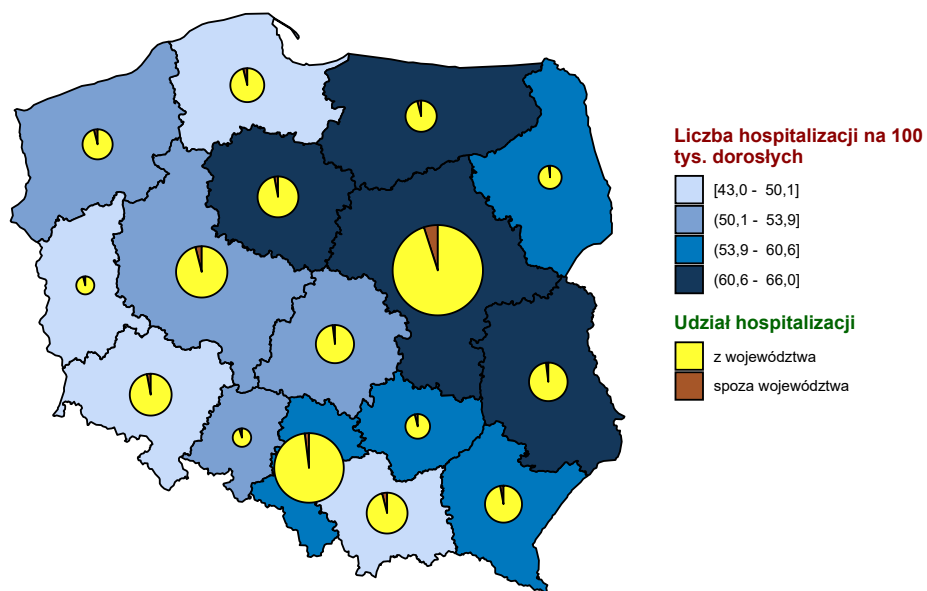 Liczba hospitalizacji na 100
tys. dorosłych
[43,0 - 50,1]
(50,1 - 53,9]
(53,9 - 60,6]
(60,6 - 66,0]
Udział hospitalizacji
z województwa
spoza województwa